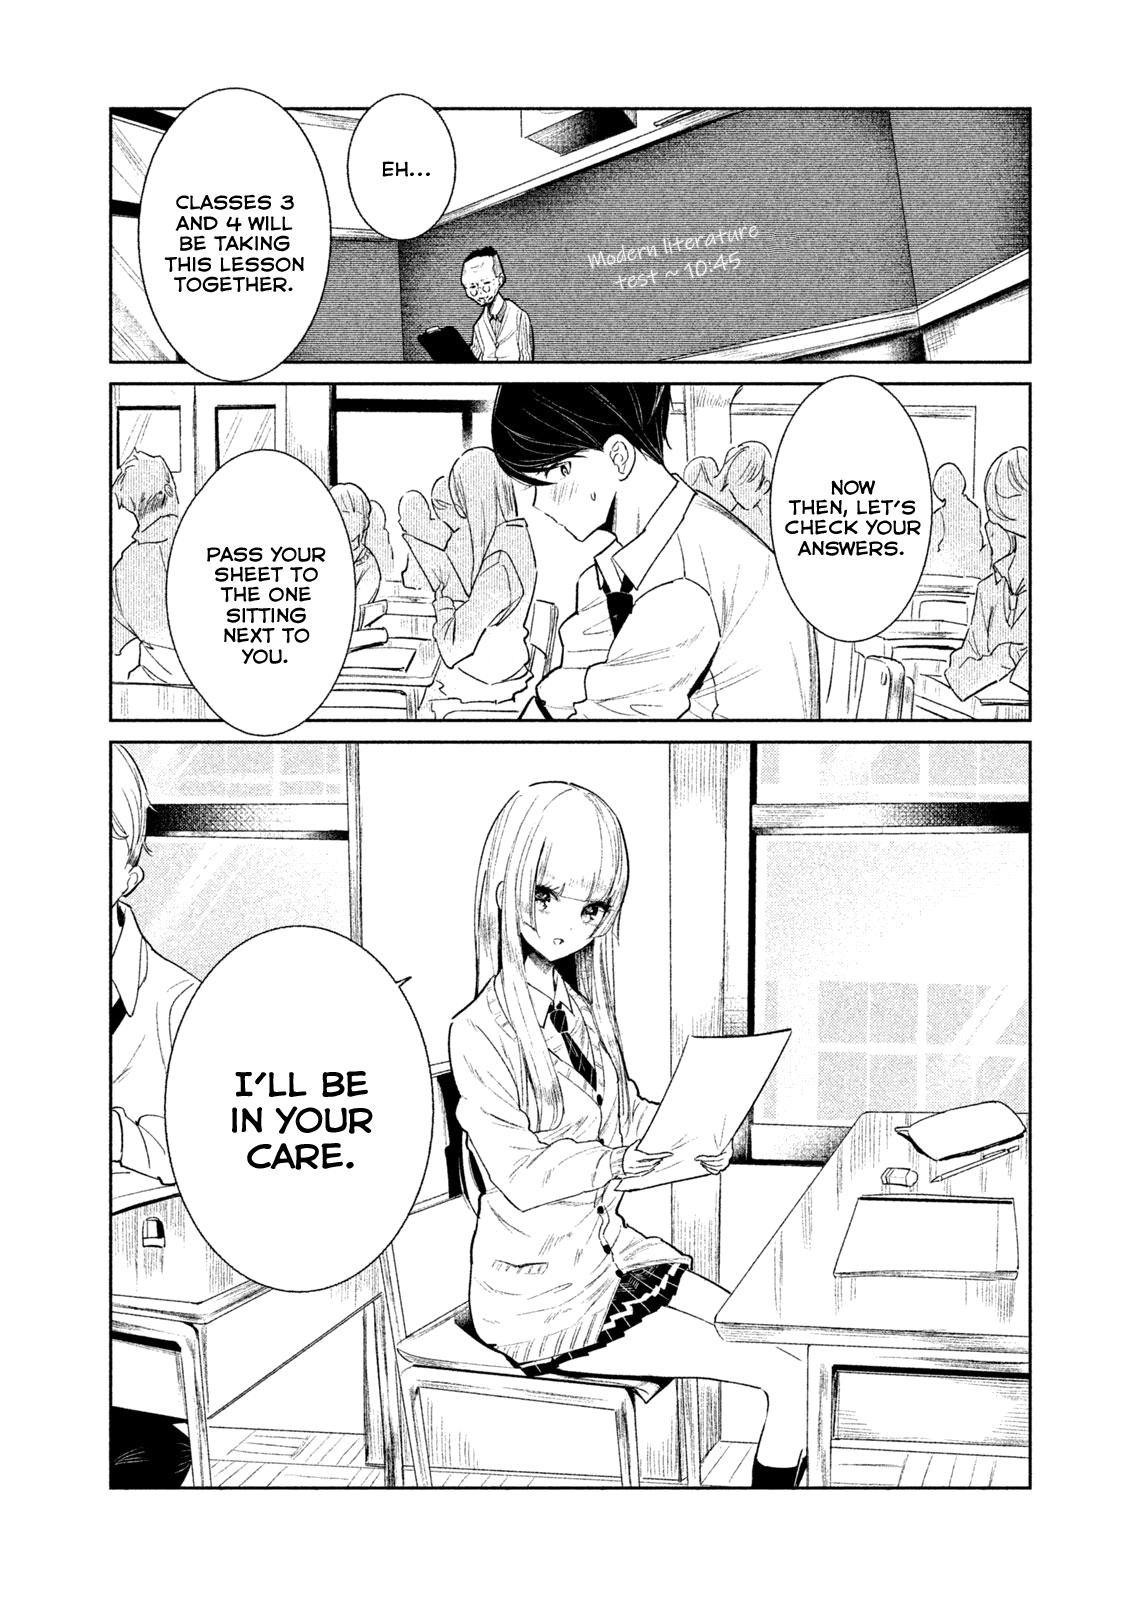 EH...
CLASSES 3
AND 4 WILL
BE TAKING
THIS LESSON
TOGETHER.
Modern literature
test ~ 10:45
NOW
THEN, LET'S
CHECK YOUR
ANSWERS.
PASS YOUR
SHEET TO
THE ONE
SITTING
NEXT TO
YOU.
I'LL BE
IN YOUR
CARE.